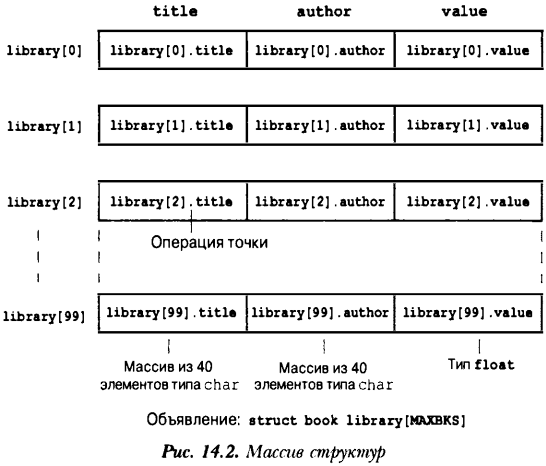 title author value
library[0] library[0].title library[0].author library[0].value
library[1] library[1].title library[1].author library[1].value
library[2] library[2].title library[2].author library[2].value
Операция точки
library[99] library[99].title library[99].author library[99].value
Массив из 40 Массив из 40 Тип float
элементов типа char элементов типа char
Объявление: struct book library[MAXBKS]
Рис. 14.2. Массив структур